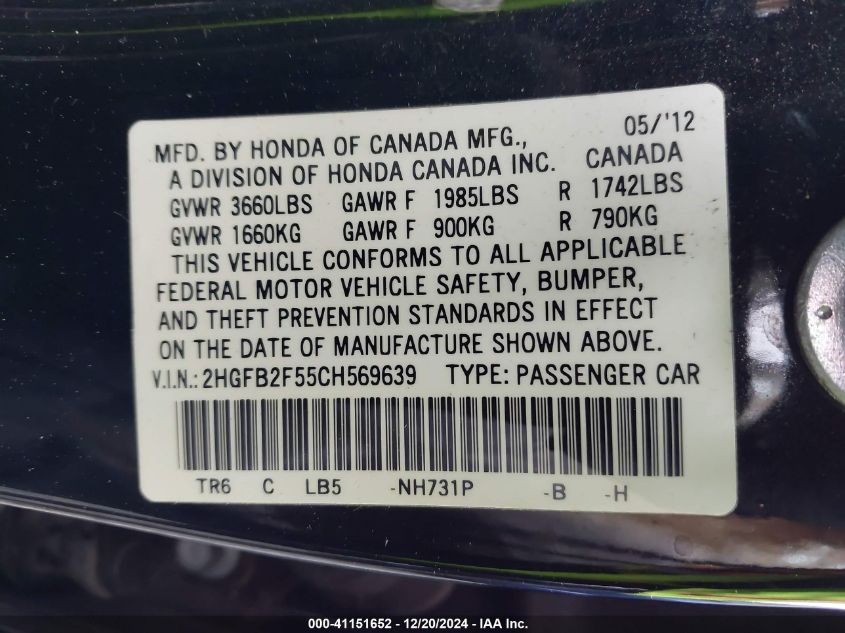 05/'12
MFD. BY HONDA OF CANADA MFG.,
A DIVISION OF HONDA CANADA INC. CANADA
GVWR 3660LBS GAWR F 1985LBS R 1742LBS
GVWR 1660KG GAWR F 900KG R 790KG
THIS VEHICLE CONFORMS TO ALL APPLICABLE
FEDERAL MOTOR VEHICLE SAFETY, BUMPER,
AND THEFT PREVENTION STANDARDS IN EFFECT
ON THE DATE OF MANUFACTURE SHOWN ABOVE.
V.I.N.:2HGFB2F55CH569639 TYPE: PASSENGER CAR
TR6 C LB5 -NH731P -B -H
000-41151652 - 12/20/2024 - IAA Inc.